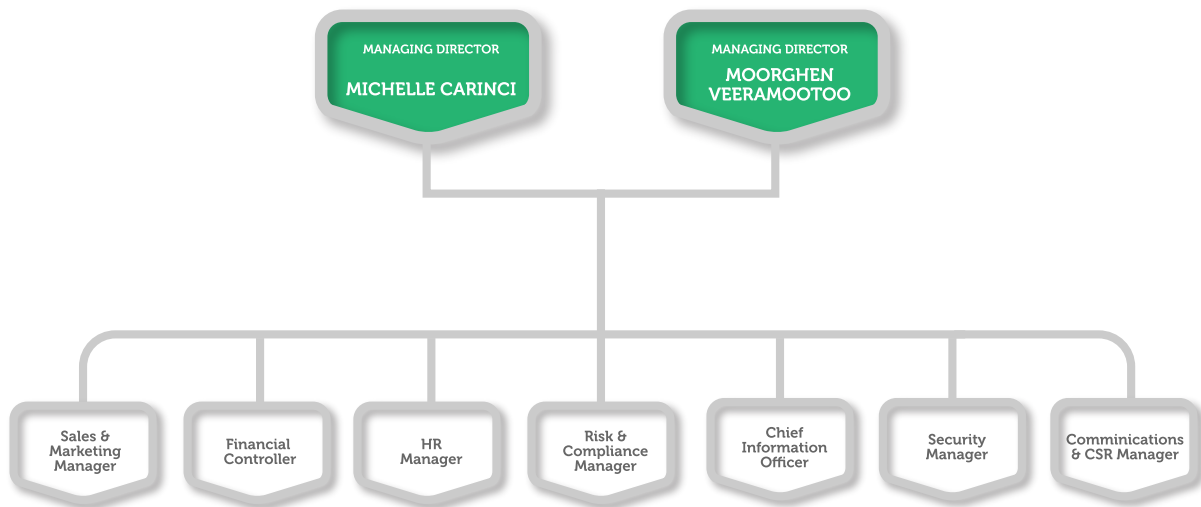 MANAGING DIRECTOR
MICHELLE CARINCI
MANAGING DIRECTOR
MOORGHEN
VEERAMOOTOO
Sales &
Marketing
Manager
Financial
Controller
HR
Manager
Risk &
Compliance
Manager
Chief
Information
Officer
Security
Manager
Comminications
& CSR Manager